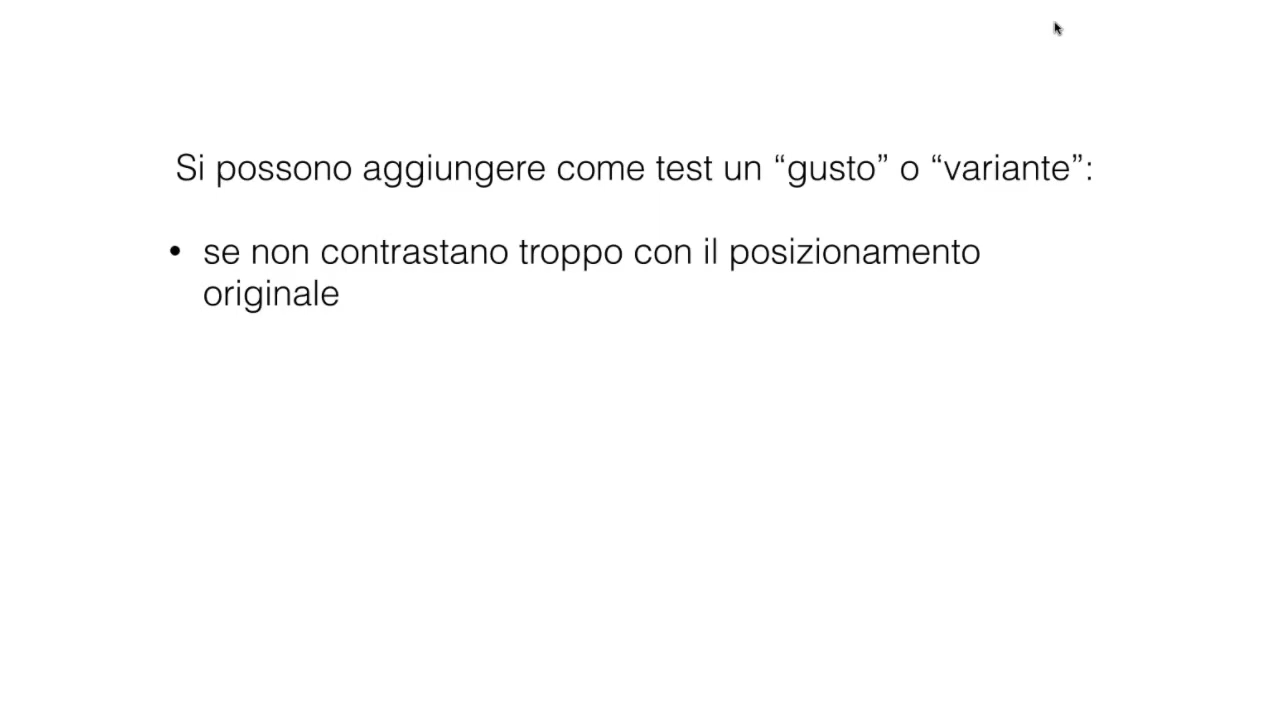 Si possono aggiungere come test un “gusto” o “variante”:
• se non contrastano troppo con il posizionamento
originale